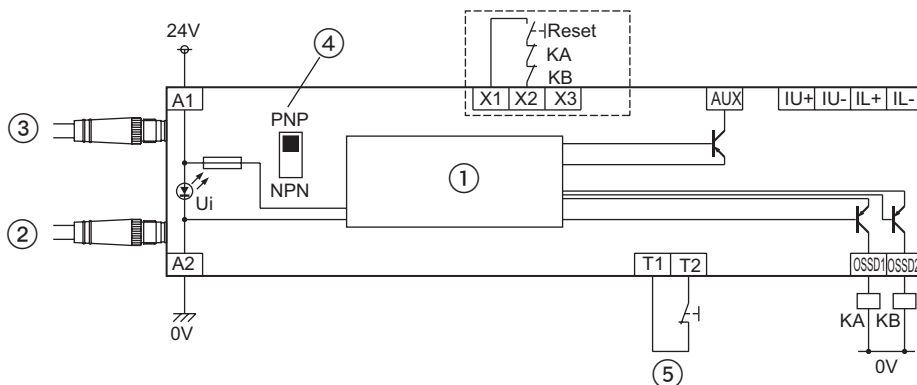 24V
④
Reset
KA
KB
A1
X1 X2 X3
AUX
IU+ IU- IL+ IL-
③
PNP
NPN
①
Ui
②
A2
T1 T2
OSSD1 OSSD2
KA KB
0V
0V
⑤